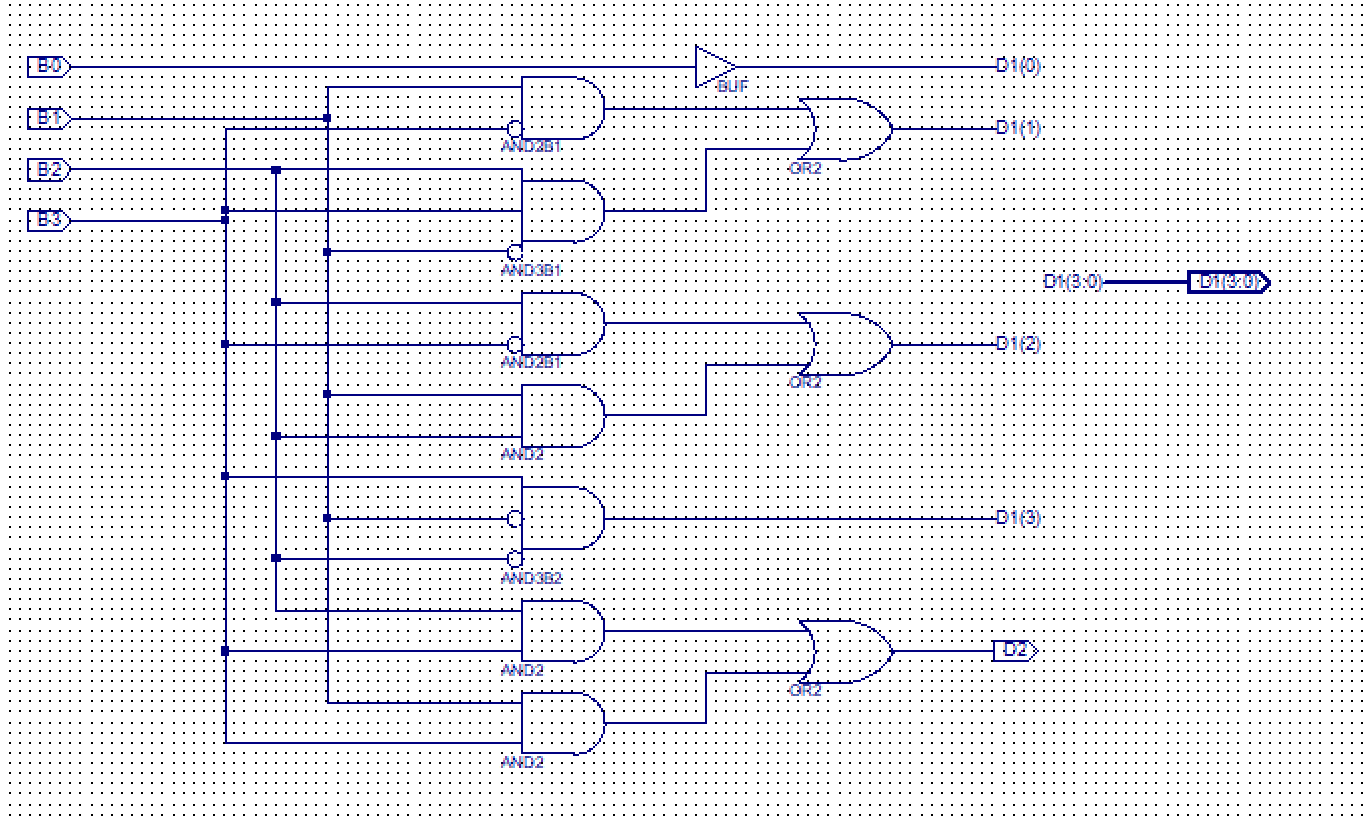 B0
D1(0)
BUF
B1
D1(1)
AND2B1
B2
OR2
B3
AND3B1
D1(3:0)
D1(3:0)
D1(2)
AND2B1
OR2
AND2
D1(3)
AND3B2
D2
AND2
OR2
AND2